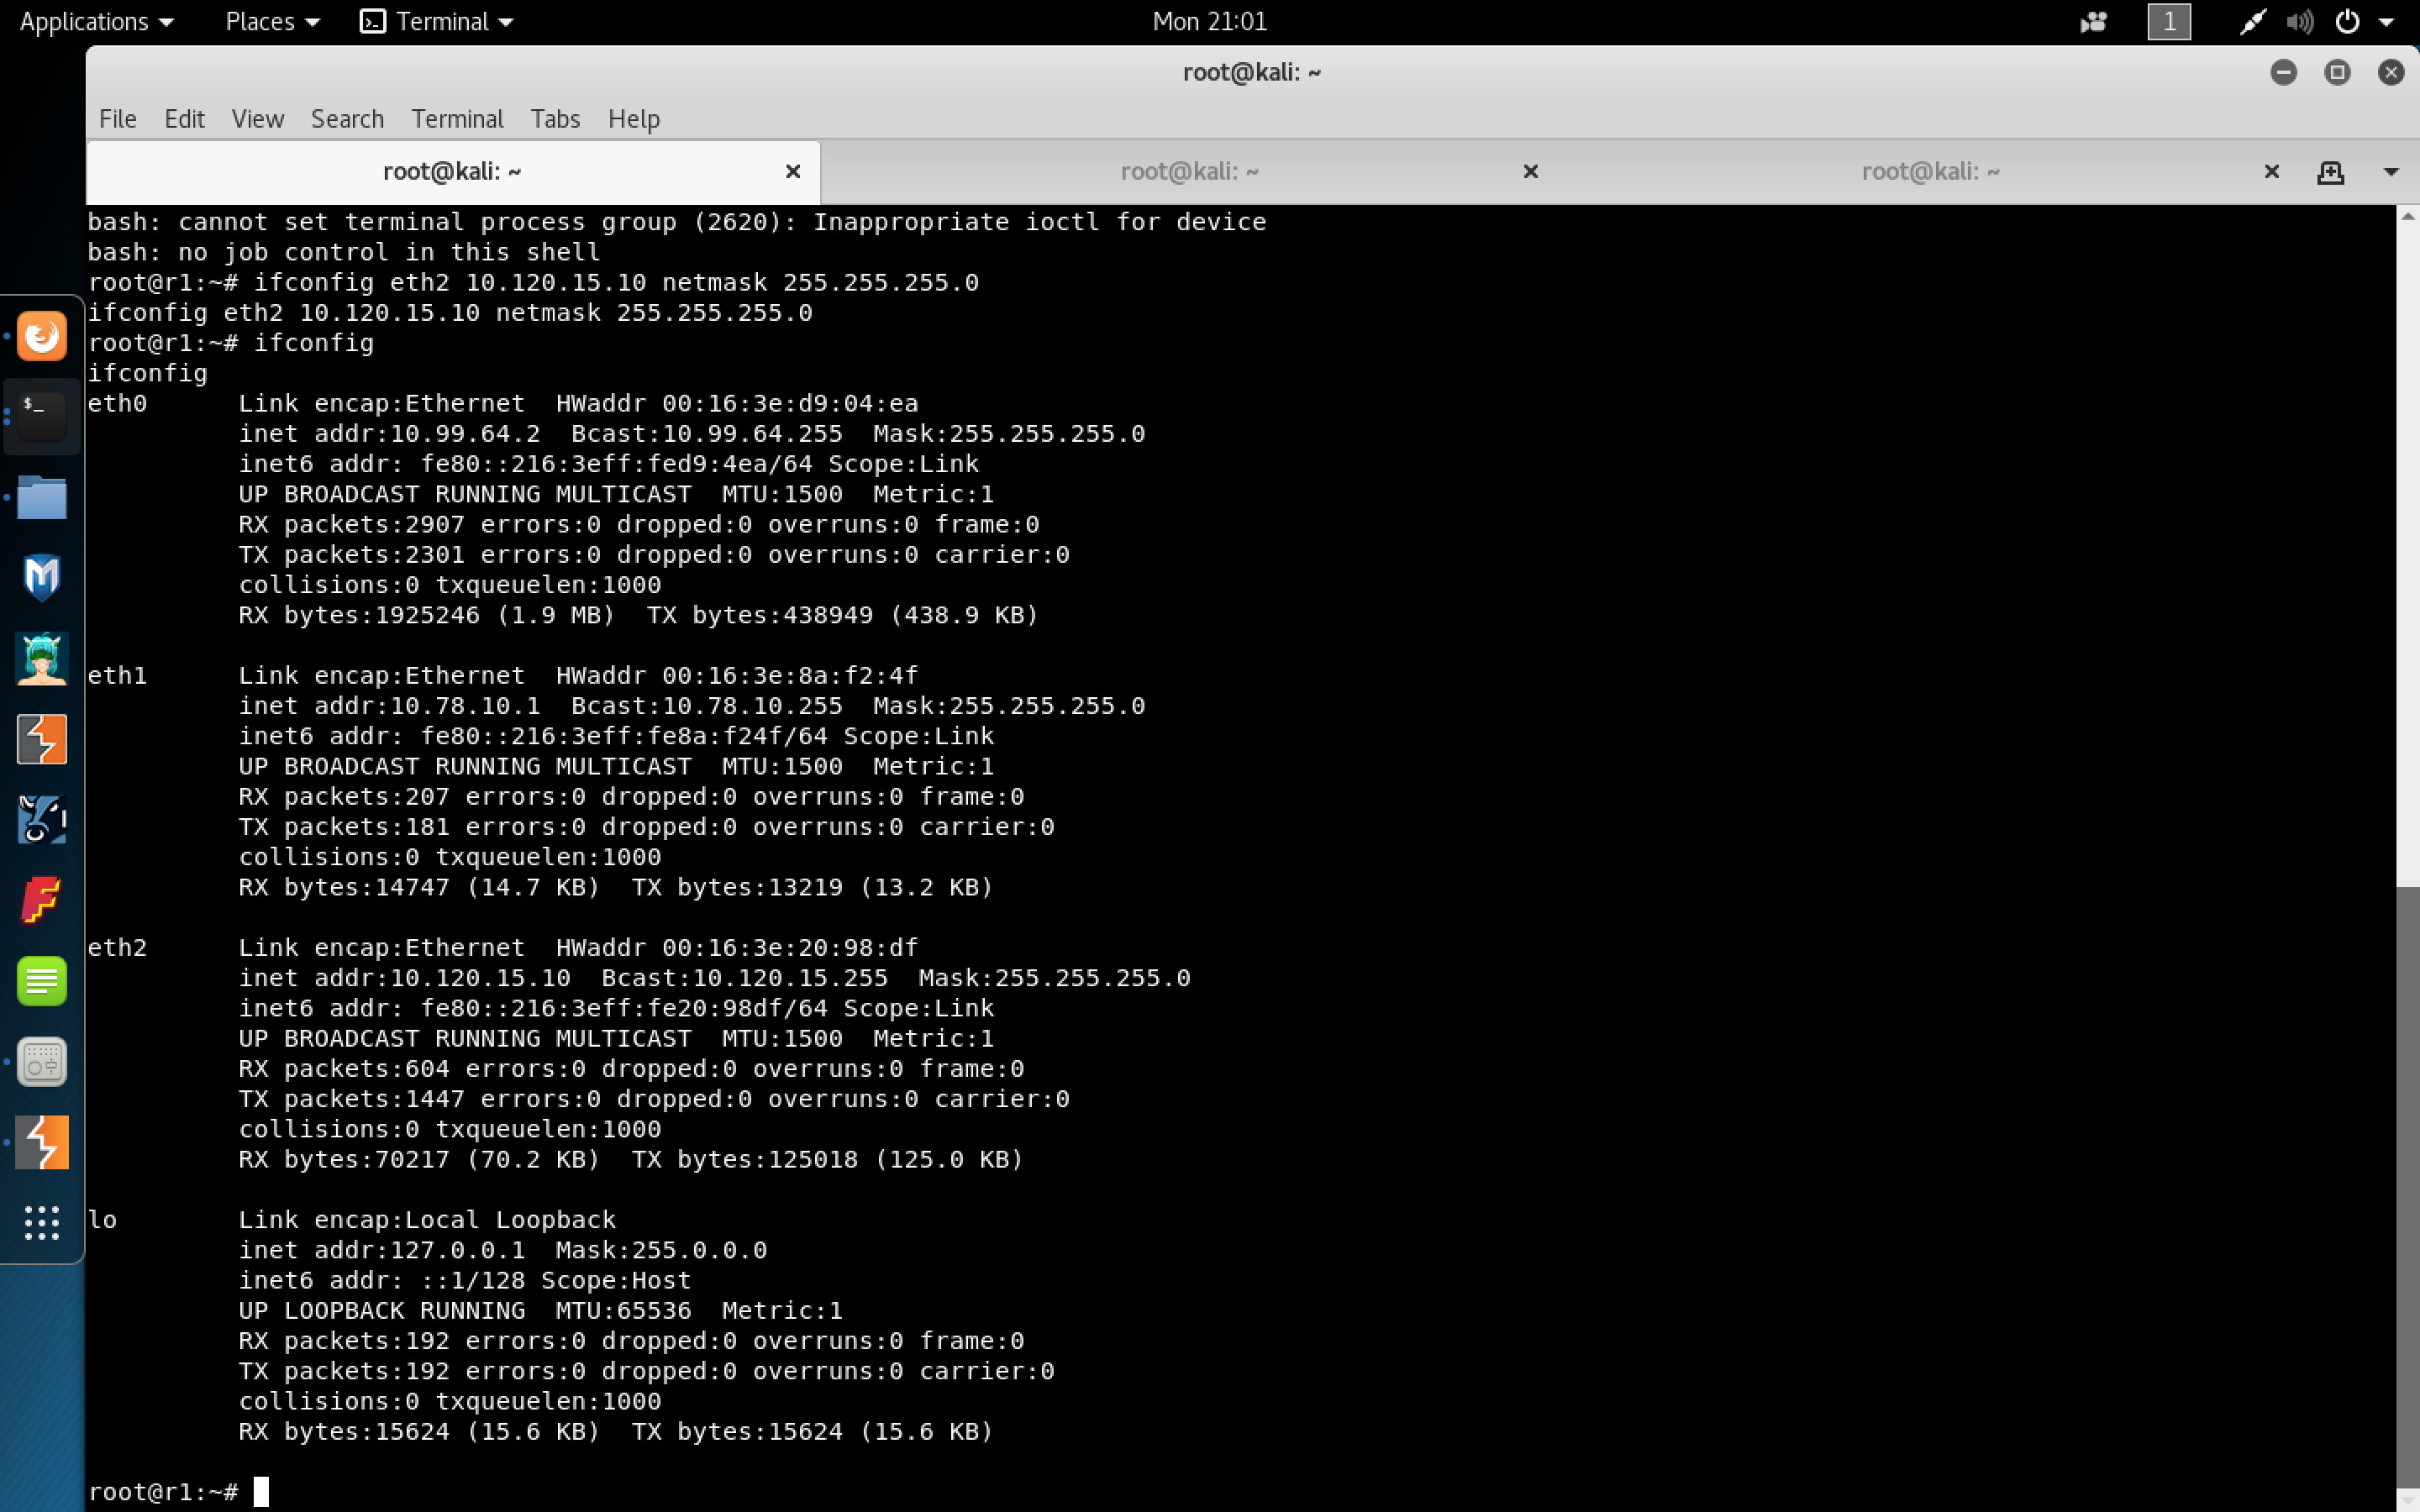 Applications Places Terminal Mon 21:01 1
root@kali: ~
File Edit View Search Terminal Tabs Help
root@kali: ~ root@kali: ~ root@kali: ~
bash: cannot set terminal process group (2620): Inappropriate ioctl for device
bash: no job control in this shell
root@r1:~# ifconfig eth2 10.120.15.10 netmask 255.255.255.0
ifconfig eth2 10.120.15.10 netmask 255.255.255.0
root@r1:~# ifconfig
ifconfig
eth0      Link encap:Ethernet  HWaddr 00:16:3e:d9:04:ea
          inet addr:10.99.64.2  Bcast:10.99.64.255  Mask:255.255.255.0
          inet6 addr: fe80::216:3eff:fed9:4ea/64 Scope:Link
          UP BROADCAST RUNNING MULTICAST  MTU:1500  Metric:1
          RX packets:2907 errors:0 dropped:0 overruns:0 frame:0
          TX packets:2301 errors:0 dropped:0 overruns:0 carrier:0
          collisions:0 txqueuelen:1000
          RX bytes:1925246 (1.9 MB)  TX bytes:438949 (438.9 KB)

eth1      Link encap:Ethernet  HWaddr 00:16:3e:8a:f2:4f
          inet addr:10.78.10.1  Bcast:10.78.10.255  Mask:255.255.255.0
          inet6 addr: fe80::216:3eff:fe8a:f24f/64 Scope:Link
          UP BROADCAST RUNNING MULTICAST  MTU:1500  Metric:1
          RX packets:207 errors:0 dropped:0 overruns:0 frame:0
          TX packets:181 errors:0 dropped:0 overruns:0 carrier:0
          collisions:0 txqueuelen:1000
          RX bytes:14747 (14.7 KB)  TX bytes:13219 (13.2 KB)

eth2      Link encap:Ethernet  HWaddr 00:16:3e:20:98:df
          inet addr:10.120.15.10  Bcast:10.120.15.255  Mask:255.255.255.0
          inet6 addr: fe80::216:3eff:fe20:98df/64 Scope:Link
          UP BROADCAST RUNNING MULTICAST  MTU:1500  Metric:1
          RX packets:604 errors:0 dropped:0 overruns:0 frame:0
          TX packets:1447 errors:0 dropped:0 overruns:0 carrier:0
          collisions:0 txqueuelen:1000
          RX bytes:70217 (70.2 KB)  TX bytes:125018 (125.0 KB)

lo        Link encap:Local Loopback
          inet addr:127.0.0.1  Mask:255.0.0.0
          inet6 addr: ::1/128 Scope:Host
          UP LOOPBACK RUNNING  MTU:65536  Metric:1
          RX packets:192 errors:0 dropped:0 overruns:0 frame:0
          TX packets:192 errors:0 dropped:0 overruns:0 carrier:0
          collisions:0 txqueuelen:1000
          RX bytes:15624 (15.6 KB)  TX bytes:15624 (15.6 KB)

root@r1:~#